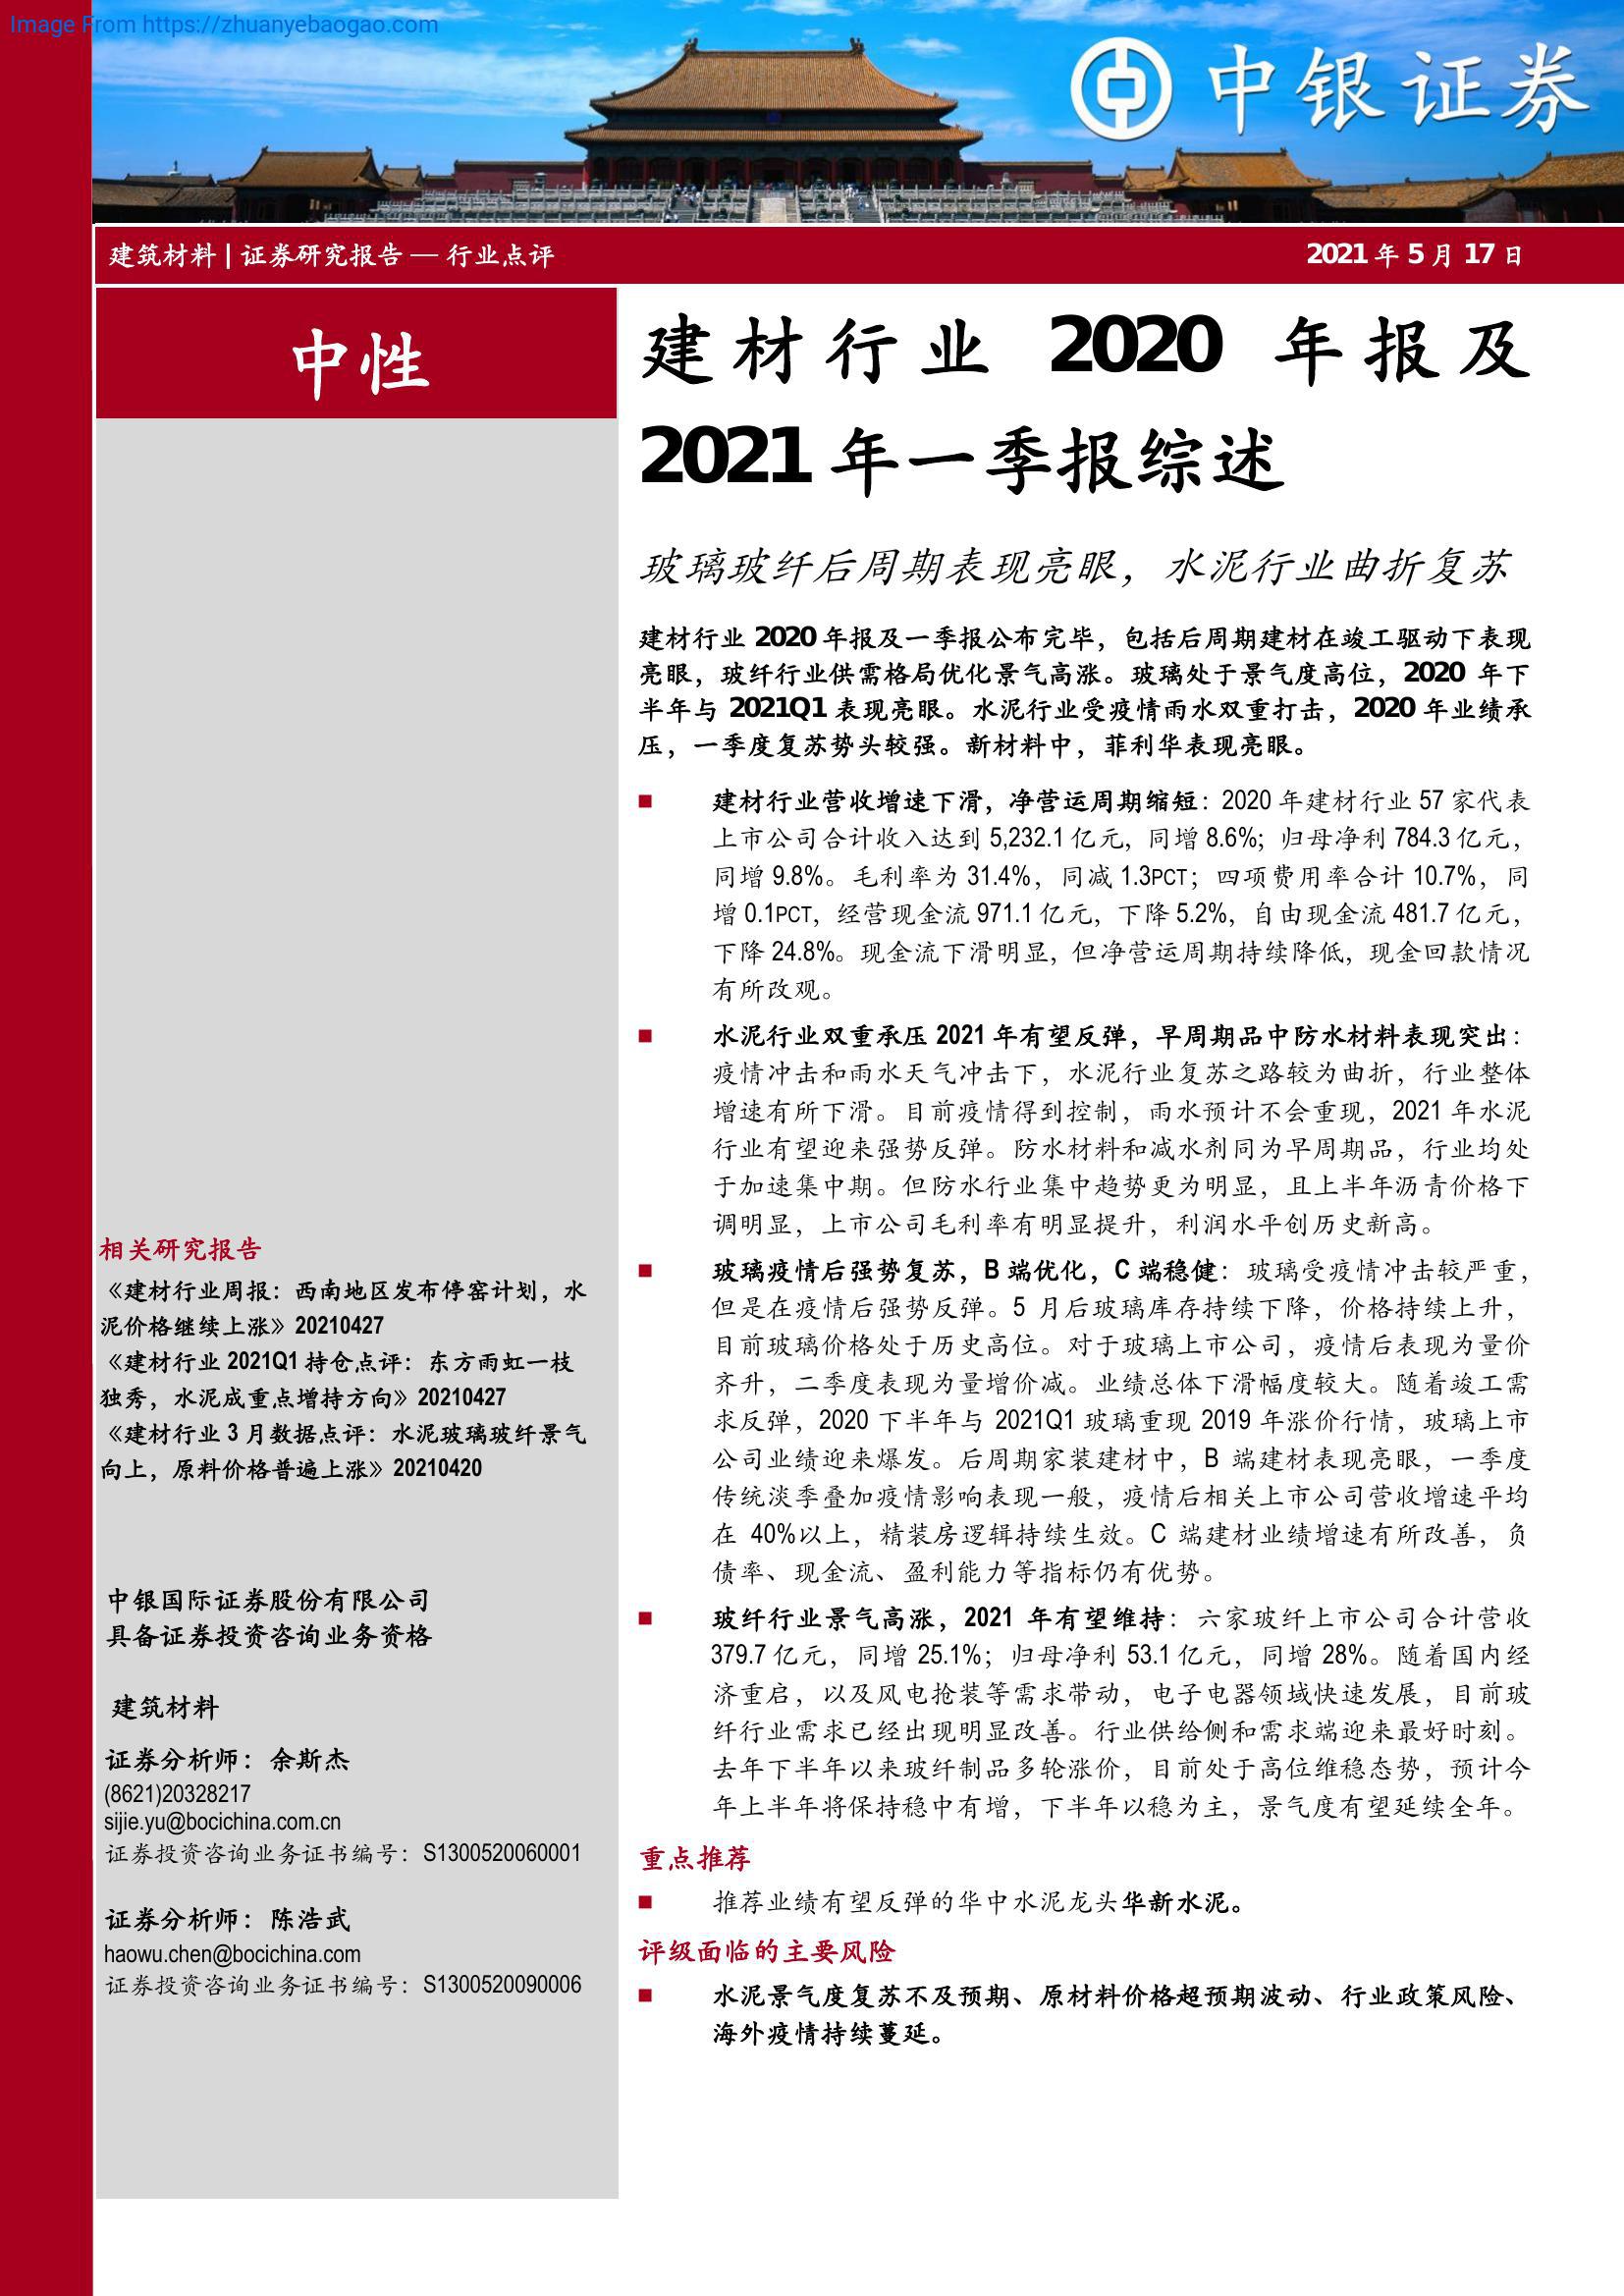 Image From https://zhuanyebaogao.com
中银证券
建筑材料 | 证券研究报告 — 行业点评
2021 年 5 月 17 日
中性
建材行业 2020 年报及
2021 年一季报综述
玻璃玻纤后周期表现亮眼，水泥行业曲折复苏
建材行业 2020 年报及一季报公布完毕，包括后周期建材在竣工驱动下表现
亮眼，玻纤行业供需格局优化景气高涨。玻璃处于景气度高位，2020 年下
半年与 2021Q1 表现亮眼。水泥行业受疫情雨水双重打击，2020 年业绩承
压，一季度复苏势头较强。新材料中，菲利华表现亮眼。
■ 建材行业营收增速下滑，净营运周期缩短：2020 年建材行业 57 家代表
上市公司合计收入达到 5,232.1 亿元，同增 8.6%；归母净利 784.3 亿元，
同增 9.8%。毛利率为 31.4%，同减 1.3PCT；四项费用率合计 10.7%，同
增 0.1PCT，经营现金流 971.1 亿元，下降 5.2%，自由现金流 481.7 亿元，
下降 24.8%。现金流下滑明显，但净营运周期持续降低，现金回款情况
有所改观。
■ 水泥行业双重承压 2021 年有望反弹，早周期品中防水材料表现突出：
疫情冲击和雨水天气冲击下，水泥行业复苏之路较为曲折，行业整体
增速有所下滑。目前疫情得到控制，雨水预计不会重现，2021 年水泥
行业有望迎来强势反弹。防水材料和减水剂同为早周期品，行业均处
于加速集中期。但防水行业集中趋势更为明显，且上半年沥青价格下
调明显，上市公司毛利率有明显提升，利润水平创历史新高。
■ 玻璃疫情后强势复苏，B 端优化，C 端稳健：玻璃受疫情冲击较严重，
但是在疫情后强势反弹。5 月后玻璃库存持续下降，价格持续上升，
目前玻璃价格处于历史高位。对于玻璃上市公司，疫情后表现为量价
齐升，二季度表现为量增价减。业绩总体下滑幅度较大。随着竣工需
求反弹，2020 下半年与 2021Q1 玻璃重现 2019 年涨价行情，玻璃上市
公司业绩迎来爆发。后周期家装建材中，B 端建材表现亮眼，一季度
传统淡季叠加疫情影响表现一般，疫情后相关上市公司营收增速平均
在 40%以上，精装房逻辑持续生效。C 端建材业绩增速有所改善，负
债率、现金流、盈利能力等指标仍有优势。
■ 玻纤行业景气高涨，2021 年有望维持：六家玻纤上市公司合计营收
379.7 亿元，同增 25.1%；归母净利 53.1 亿元，同增 28%。随着国内经
济重启，以及风电抢装等需求带动，电子电器领域快速发展，目前玻
纤行业需求已经出现明显改善。行业供给侧和需求端迎来最好时刻。
去年下半年以来玻纤制品多轮涨价，目前处于高位维稳态势，预计今
年上半年将保持稳中有增，下半年以稳为主，景气度有望延续全年。
重点推荐
■ 推荐业绩有望反弹的华中水泥龙头华新水泥。
评级面临的主要风险
■ 水泥景气度复苏不及预期、原材料价格超预期波动、行业政策风险、
海外疫情持续蔓延。
相关研究报告
《建材行业周报：西南地区发布停窑计划，水
泥价格继续上涨》20210427
《建材行业 2021Q1 持仓点评：东方雨虹一枝
独秀，水泥成重点增持方向》20210427
《建材行业 3 月数据点评：水泥玻璃玻纤景气
向上，原料价格普遍上涨》20210420
中银国际证券股份有限公司
具备证券投资咨询业务资格
建筑材料
证券分析师：余斯杰
(8621)20328217
sijie.yu@bocichina.com.cn
证券投资咨询业务证书编号：S1300520060001
证券分析师：陈浩武
haowu.chen@bocichina.com
证券投资咨询业务证书编号：S1300520090006